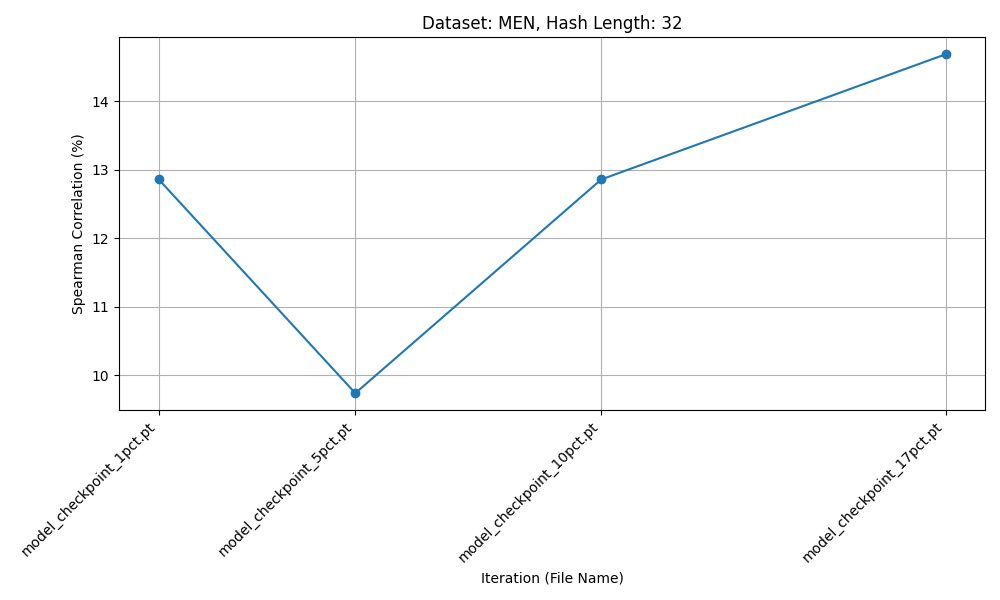 Dataset: MEN, Hash Length: 32
Spearman Correlation (%)
14
13
12
11
10
model_checkpoint_1pct.pt
model_checkpoint_5pct.pt
model_checkpoint_10pct.pt
model_checkpoint_17pct.pt
Iteration (File Name)